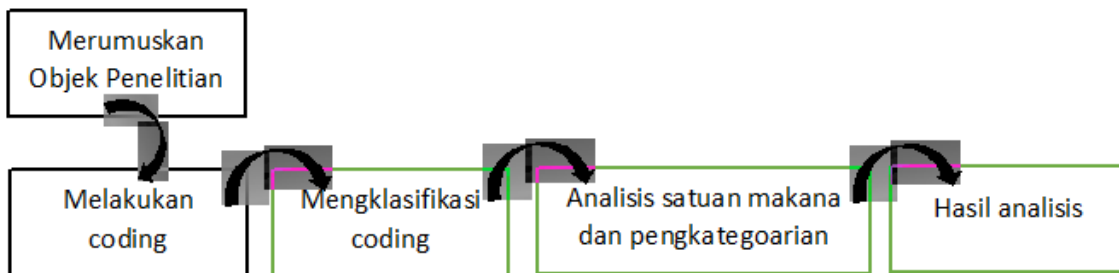 Merumuskan
Objek Penelitian
Melakukan
coding
Mengklasifikasi
coding
Analisis satuan makana
dan pengkategoarian
Hasil analisis